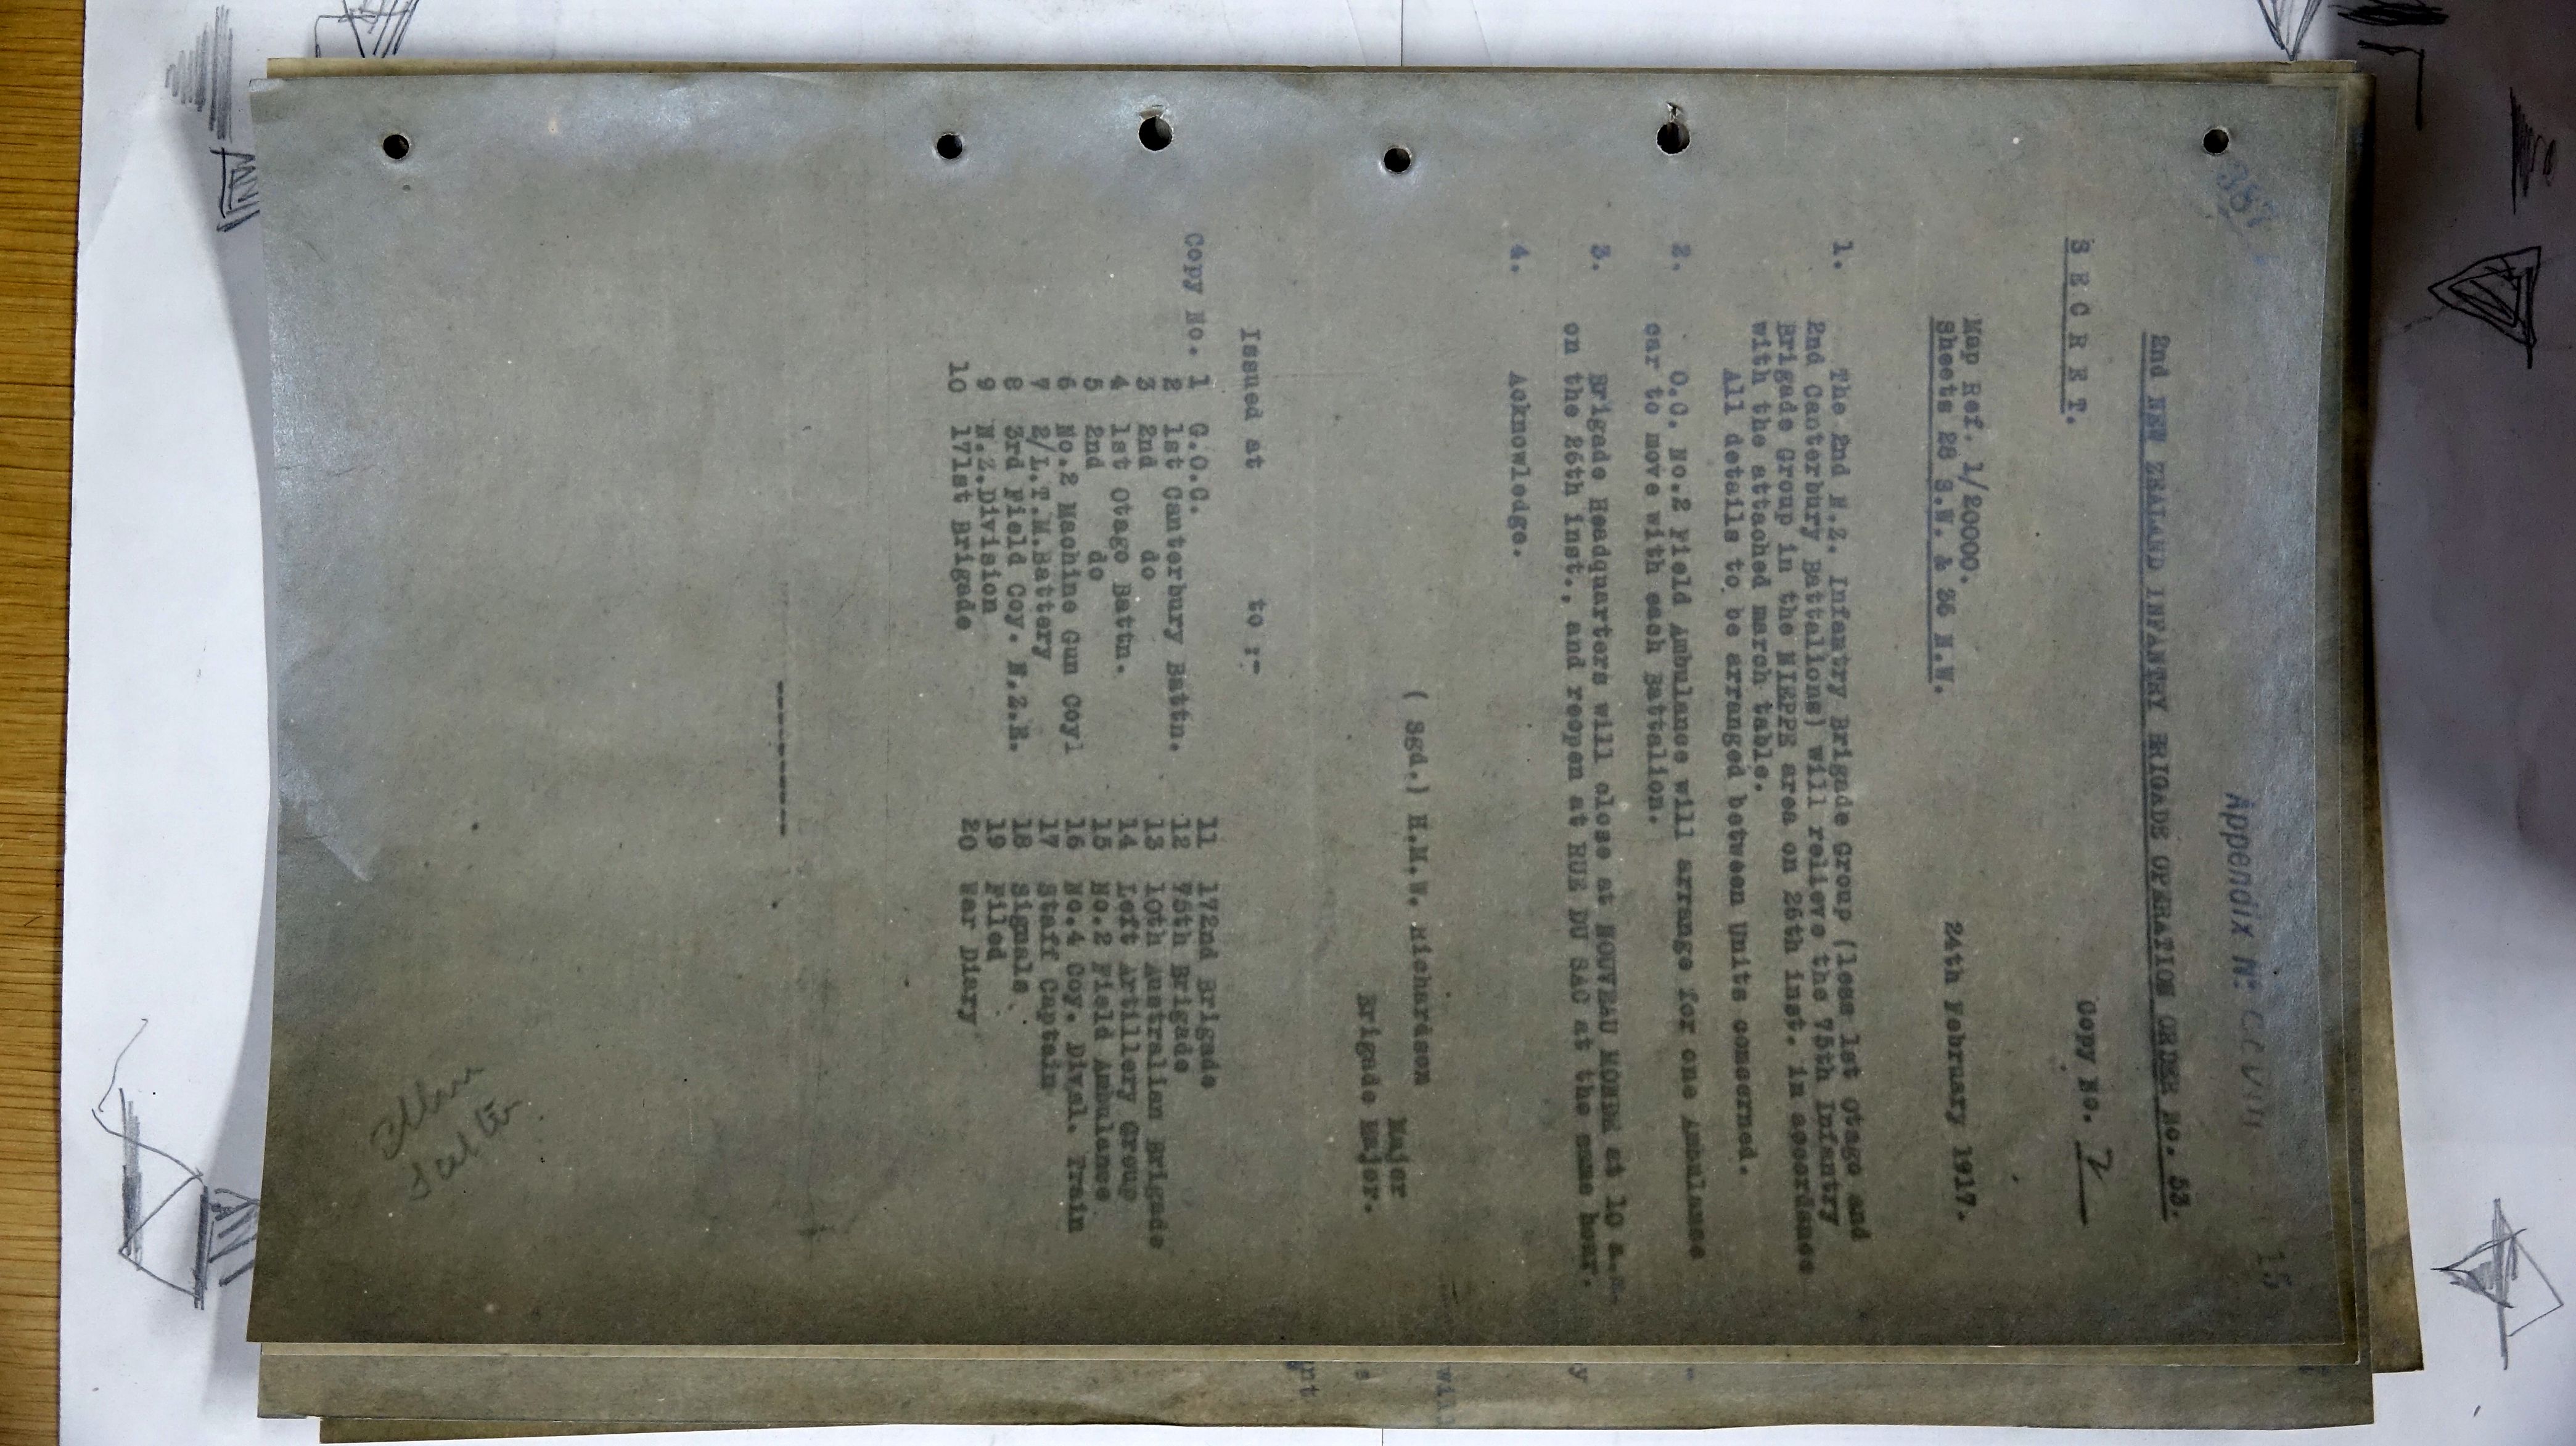 Appendix No CCVIII
15
2nd NEW ZEALAND INFANTRY BRIGADE OPERATION ORDER No. 53.
S E C R E T.
Copy No. 2
Map Ref. 1/20000.
Sheets 28 S.W. & 36 N.W.
24th February 1917.
1. The 2nd N.Z. Infantry Brigade Group (less 1st Otago and
2nd Canterbury Battalions) will relieve the 75th Infantry
Brigade Group in the NIEPPE area on 26th inst. in accordance
with the attached march table.
All details to be arranged between Units concerned.
2. O.C. No.2 Field Ambulance will arrange for one Ambulance
car to move with each Battalion.
3. Brigade Headquarters will close at NOUVEAU MONDE at 10 a.m.
on the 26th inst., and reopen at RUE DU SAC at the same hour.
4. Acknowledge.
( Sgd.) H.M.W. Richardson
Major
Brigade Major.
Issued at to :-
Copy No. 1 G.O.C.
2 1st Canterbury Battn.
3 2nd do
4 1st Otago Battn.
5 2nd do
6 No.2 Machine Gun Coyl
7 2/L.T.M.Battery
8 3rd Field Coy. N.Z.E.
9 N.Z.Division
10 171st Brigade
11 172nd Brigade
12 75th Brigade
13 10th Australian Brigade
14 Left Artillery Group
15 No.2 Field Ambulance
16 No.4 Coy. Dival. Train
17 Staff Captain
18 Signals
19 Filed
20 War Diary
will